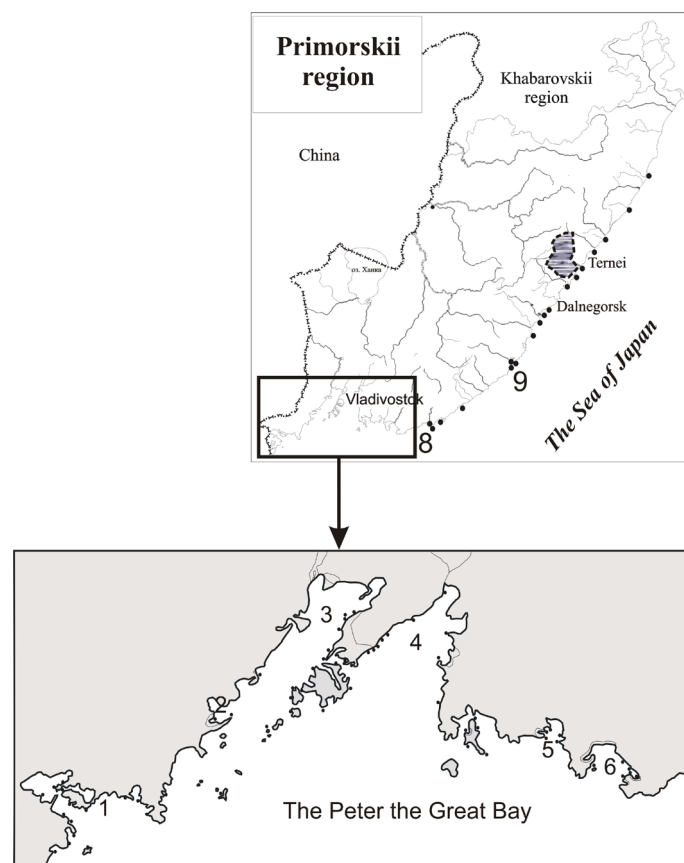 Primorskii
region
Khabarovskii
region
China
оз. Ханка
Ternei
Dalnegorsk
The Sea of Japan
9
Vladivostok
8
3
4
2
5
6
1
The Peter the Great Bay